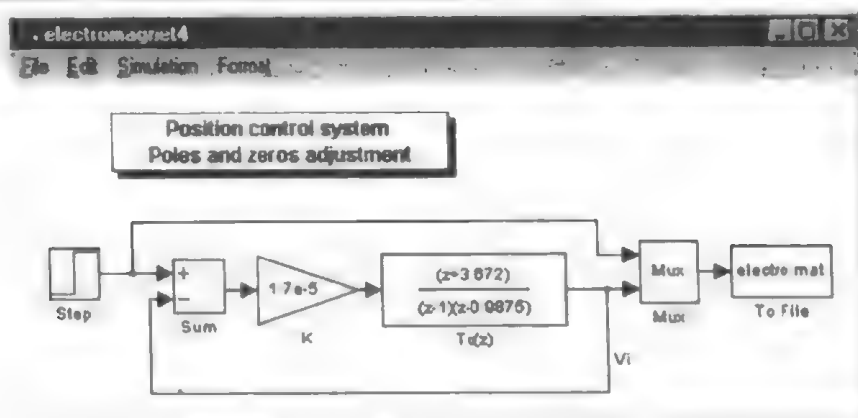 electromagnet4
File Edit Simulation Format
Position control system
Poles and zeros adjustment
Step
+
−
Sum
1.7e-5
K
(z+3.672)
(z-1)(z-0.9876)
Mux
Mux
electro mat
To File
Vi